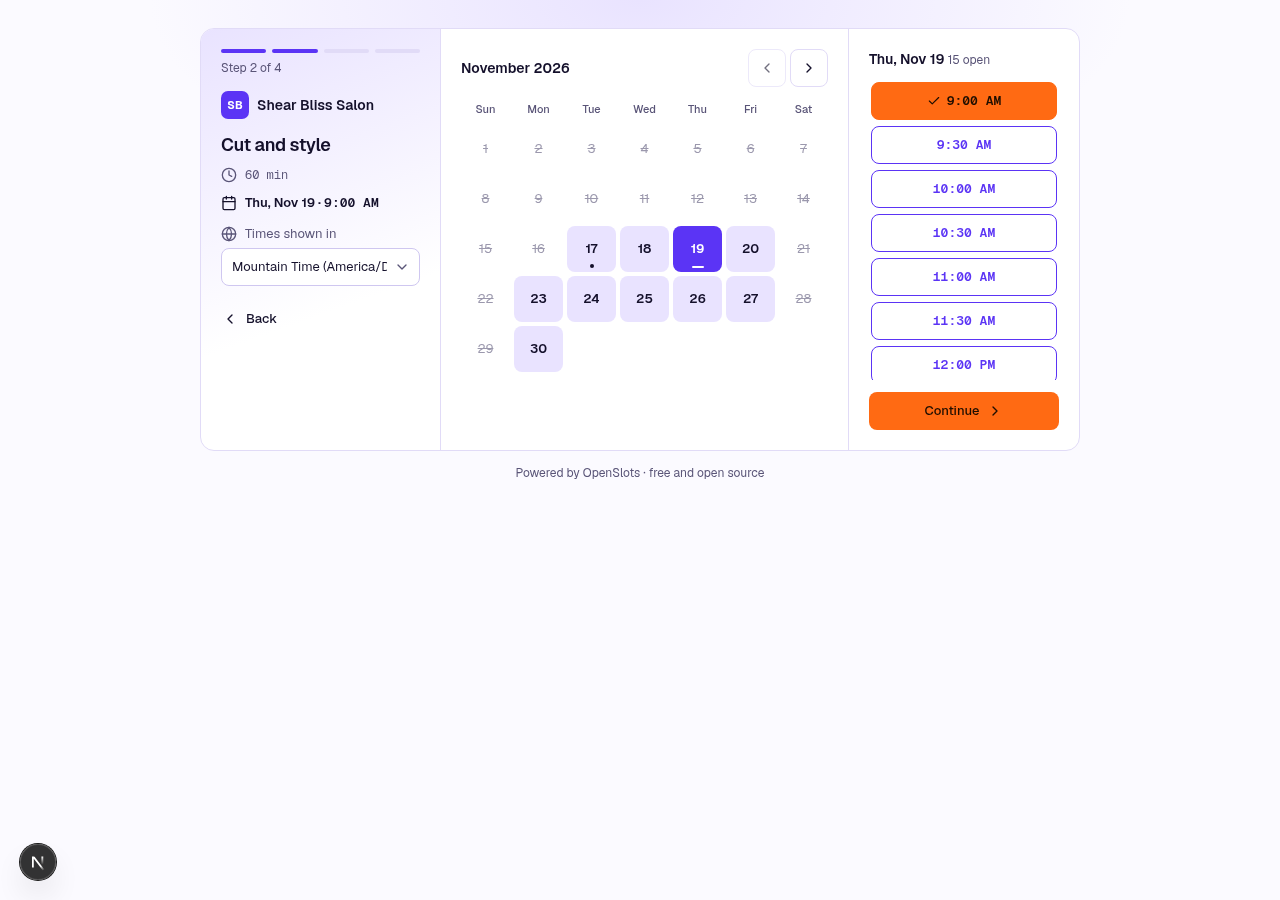 Step 2 of 4
SB Shear Bliss Salon
Cut and style
60 min
Thu, Nov 19 · 9:00 AM
Times shown in
Mountain Time (America/D
Back
November 2026
Sun Mon Tue Wed Thu Fri Sat
1 2 3 4 5 6 7
8 9 10 11 12 13 14
15 16 17 18 19 20 21
22 23 24 25 26 27 28
29 30
Thu, Nov 19 15 open
9:00 AM
9:30 AM
10:00 AM
10:30 AM
11:00 AM
11:30 AM
12:00 PM
Continue
Powered by OpenSlots · free and open source
N